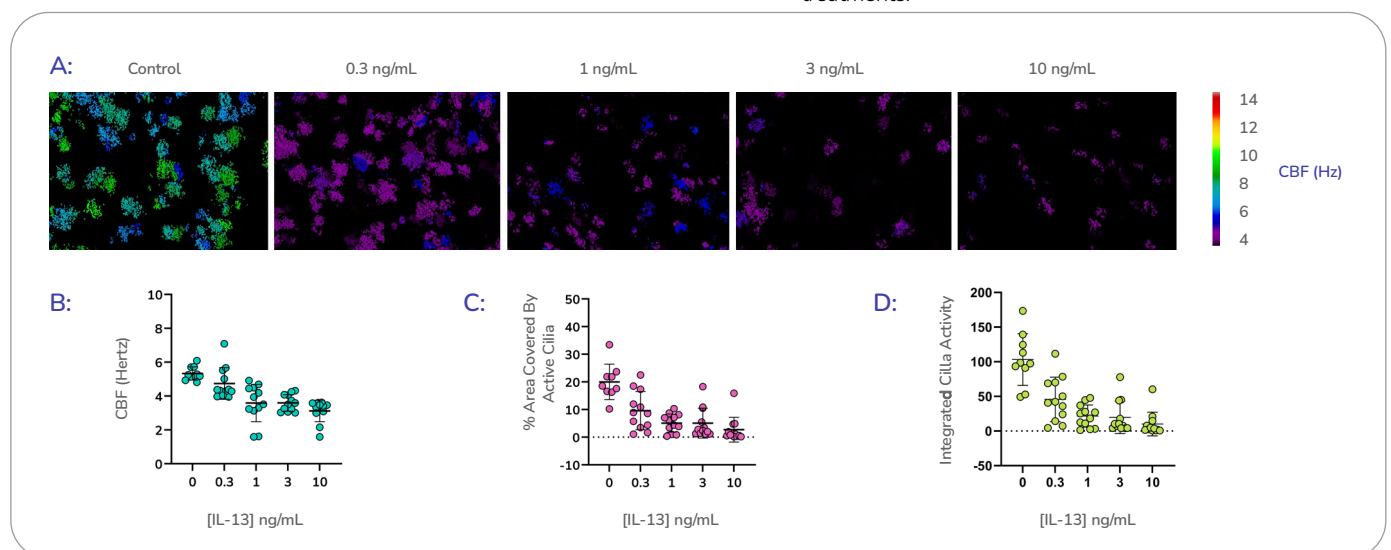 A:
Control
0.3 ng/mL
1 ng/mL
3 ng/mL
10 ng/mL
14
12
10
8
6
4
CBF (Hz)
B:
CBF (Hertz)
10
8
6
4
2
0
0 0.3 1 3 10
[IL-13] ng/mL
C:
% Area Covered By
Active Cilia
50
40
30
20
10
0
-10
0 0.3 1 3 10
[IL-13] ng/mL
D:
Integrated Cilla Activity
200
150
100
50
0
-50
0 0.3 1 3 10
[IL-13] ng/mL